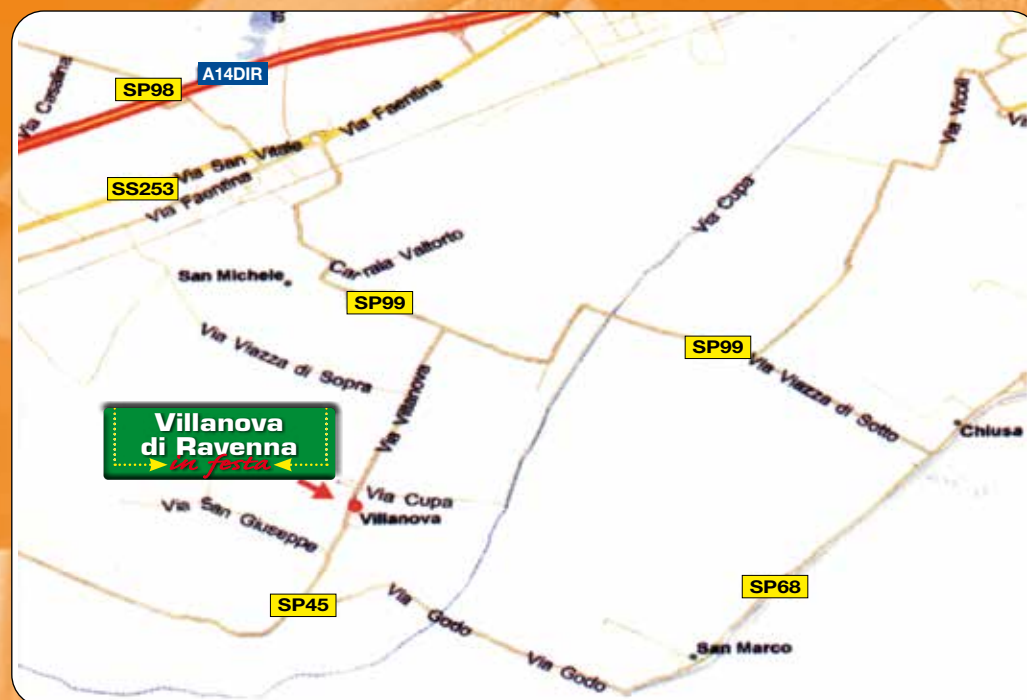 A14DIR
SP98
Via Casalina
Via Faentina
Via San Vitale
SS253
Via Faentina
Via Vicoli
Via Cupa
Carraia Valtorto
San Michele
SP99
SP99
Via Viazza di Sopra
Via Villanova
Via Viazza di Sotto
Chiusa
Villanova
di Ravenna
in festa
Via Cupa
Villanova
Via San Giuseppe
SP45
SP68
Via Godo
Via Godo
San Marco